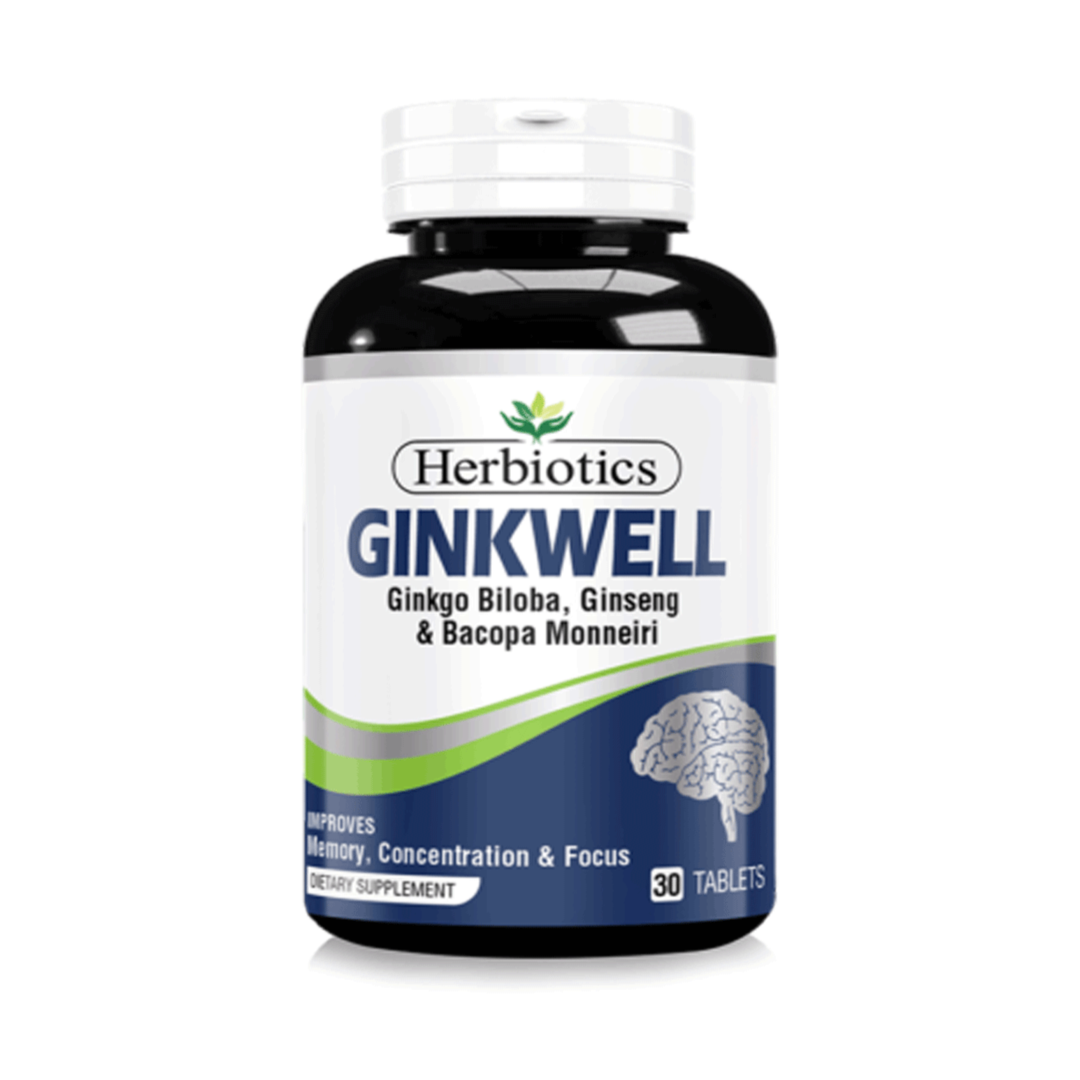 Herbiotics
GINKWELL
Ginkgo Biloba, Ginseng
& Bacopa Monneiri
IMPROVES
Memory, Concentration & Focus
DIETARY SUPPLEMENT
30 TABLETS